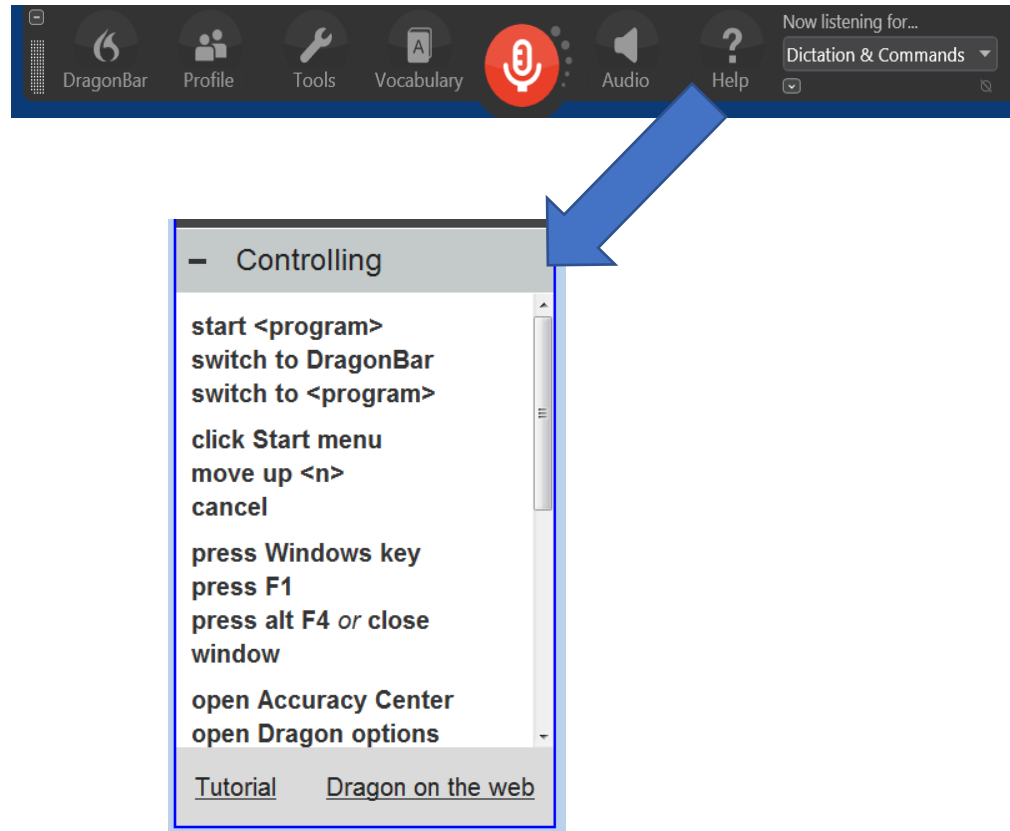 Now listening for...
Dictation & Commands
DragonBar Profile Tools A Vocabulary Audio ? Help
– Controlling
start <program>
switch to DragonBar
switch to <program>
click Start menu
move up <n>
cancel
press Windows key
press F1
press alt F4 or close
window
open Accuracy Center
open Dragon options
Tutorial Dragon on the web